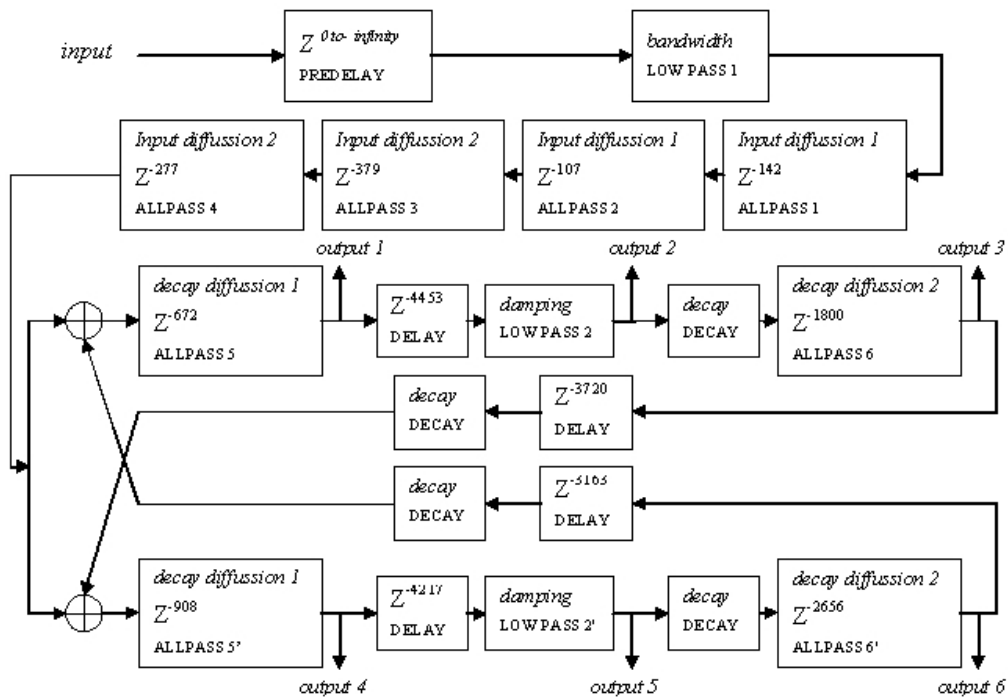 input
Z 0 to- infinity
PREDELAY
bandwidth
LOW PASS 1
Input diffussion 2
Z-277
ALLPASS 4
Input diffussion 2
Z-379
ALLPASS 3
Input diffussion 1
Z-107
ALLPASS 2
Input diffussion 1
Z-142
ALLPASS 1
output 1
output 2
output 3
decay diffussion 1
Z-672
ALLPASS 5
Z-4453
DELAY
damping
LOWPASS 2
decay
DECAY
decay diffussion 2
Z-1800
ALLPASS 6
decay
DECAY
Z-3720
DELAY
decay
DECAY
Z-3163
DELAY
decay diffussion 1
Z-908
ALLPASS 5'
Z-4217
DELAY
damping
LOWPASS 2'
decay
DECAY
decay diffussion 2
Z-2656
ALLPASS 6'
output 4
output 5
output 6